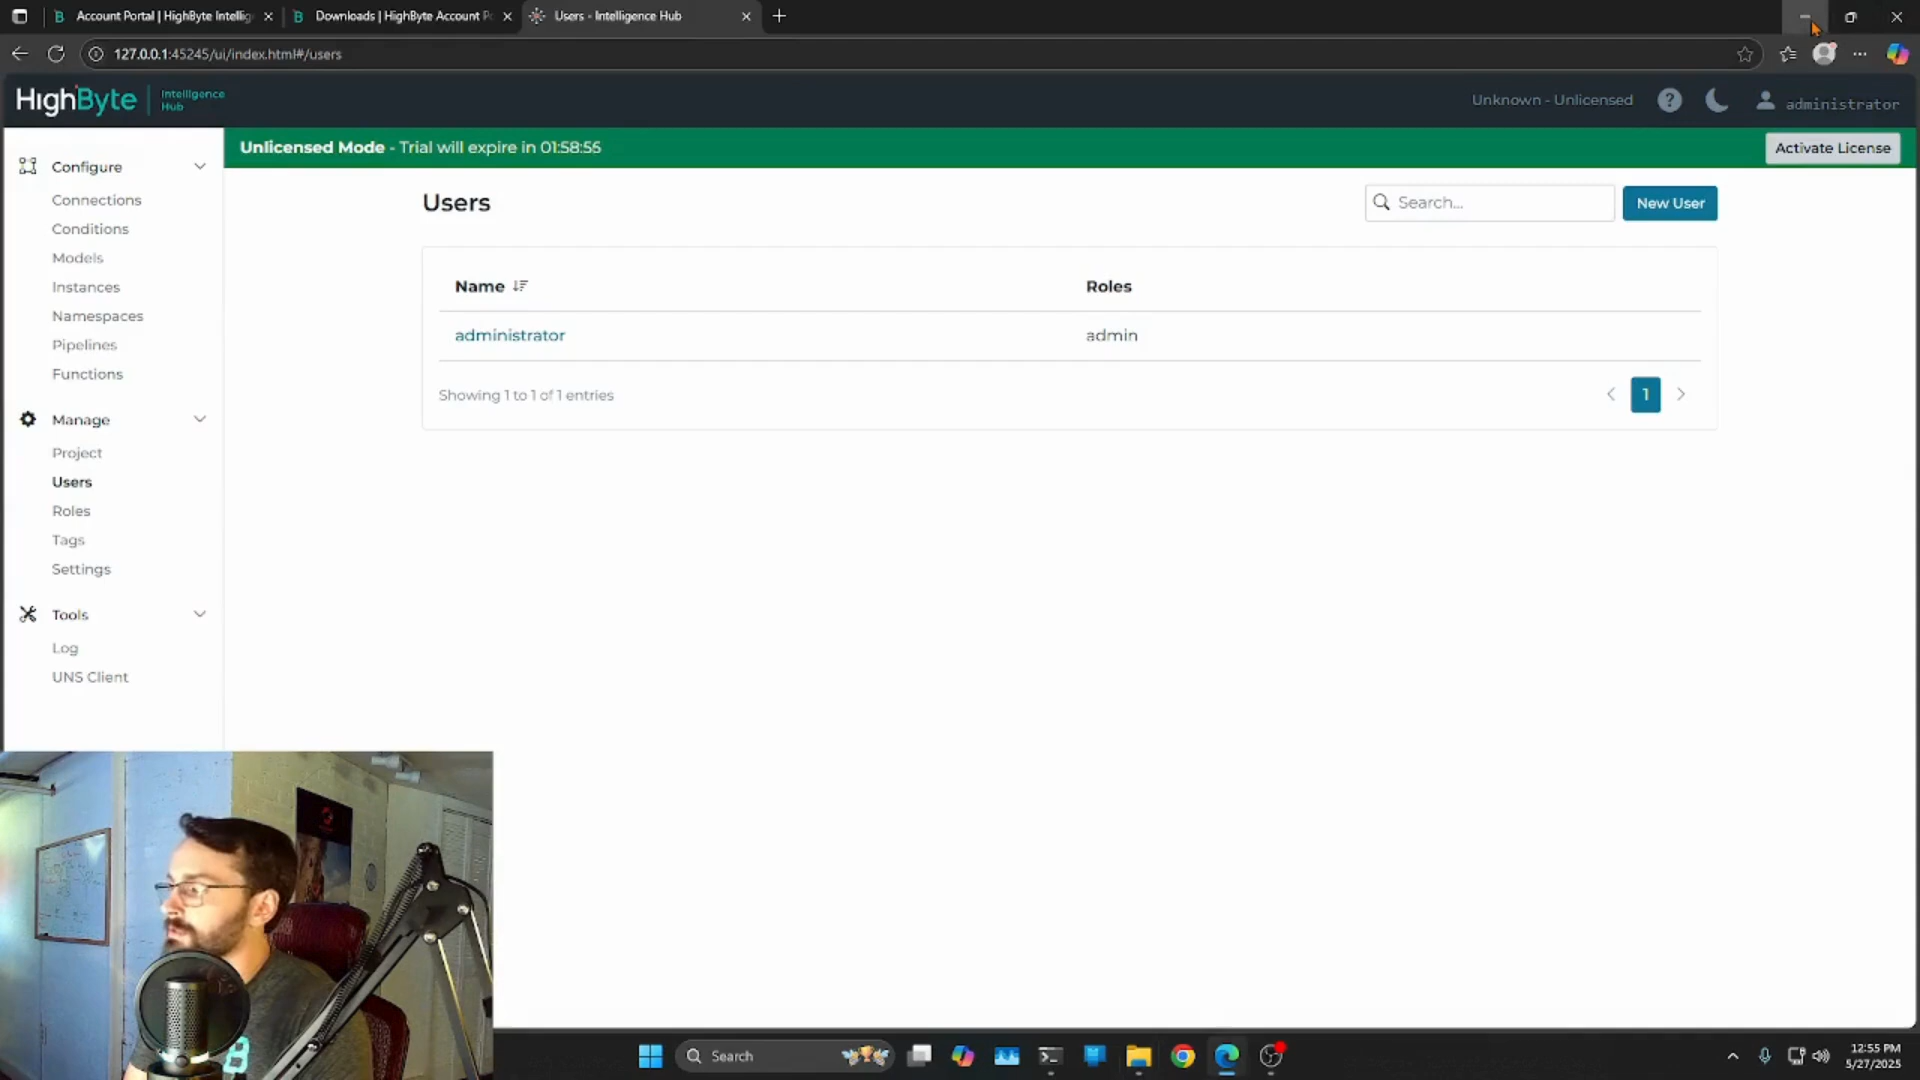 Account Portal | HighByte Intellig
Downloads | HighByte Account Po
Users - Intelligence Hub
127.0.0.1:45245/ui/index.html#/users
HighByte
Intelligence
Hub
Unknown - Unlicensed
administrator
Unlicensed Mode - Trial will expire in 01:58:55
Activate License
Configure
Connections
Conditions
Models
Instances
Namespaces
Pipelines
Functions
Manage
Project
Users
Roles
Tags
Settings
Tools
Log
UNS Client
Users
Search...
New User
Name
Roles
administrator
admin
Showing 1 to 1 of 1 entries
1
Search
12:55 PM
5/27/2025